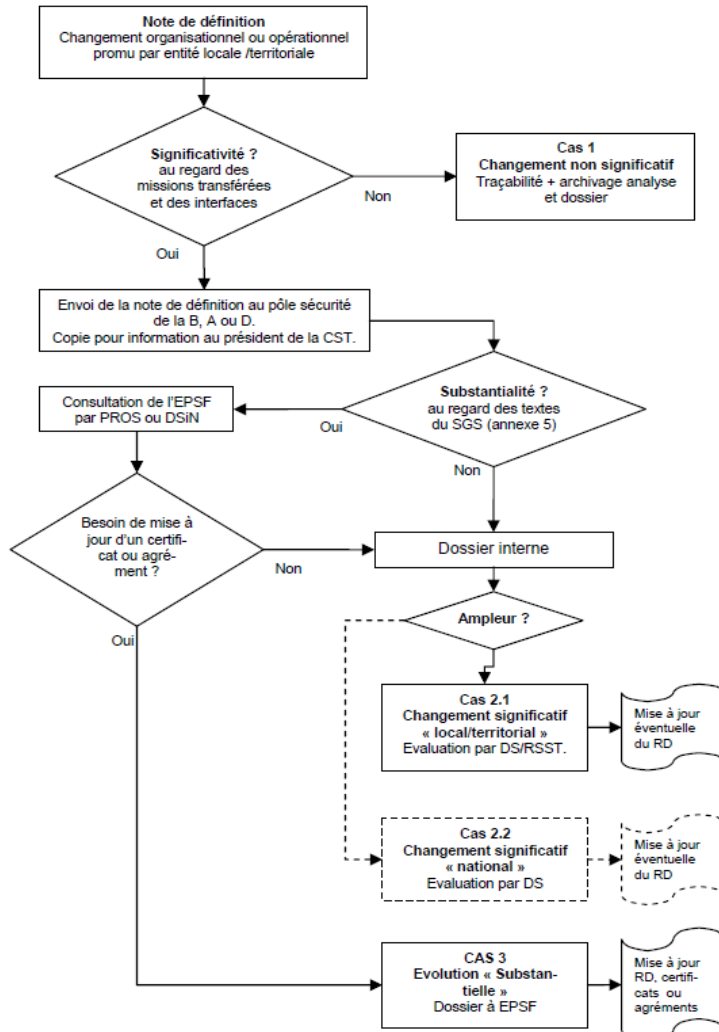 Note de définition
Changement organisationnel ou opérationnel
promu par entité locale /territoriale
Significativité ?
au regard des
missions transférées
et des interfaces
Non
Cas 1
Changement non significatif
Traçabilité + archivage analyse
et dossier
Oui
Envoi de la note de définition au pôle sécurité
de la B, A ou D.
Copie pour information au président de la CST.
Substantialité ?
au regard des textes
du SGS (annexe 5)
Oui
Non
Consultation de l'EPSF
par PROS ou DSiN
Besoin de mise à
jour d'un certifi-
cat ou agré-
ment ?
Non
Oui
Dossier interne
Ampleur ?
Cas 2.1
Changement significatif
« local/territorial »
Evaluation par DS/RSST.
Mise à jour
éventuelle
du RD
Cas 2.2
Changement significatif
« national »
Evaluation par DS
Mise à jour
éventuelle
du RD
CAS 3
Evolution « Substan-
tielle »
Dossier à EPSF
Mise à jour
RD, certifi-
cats ou
agréments